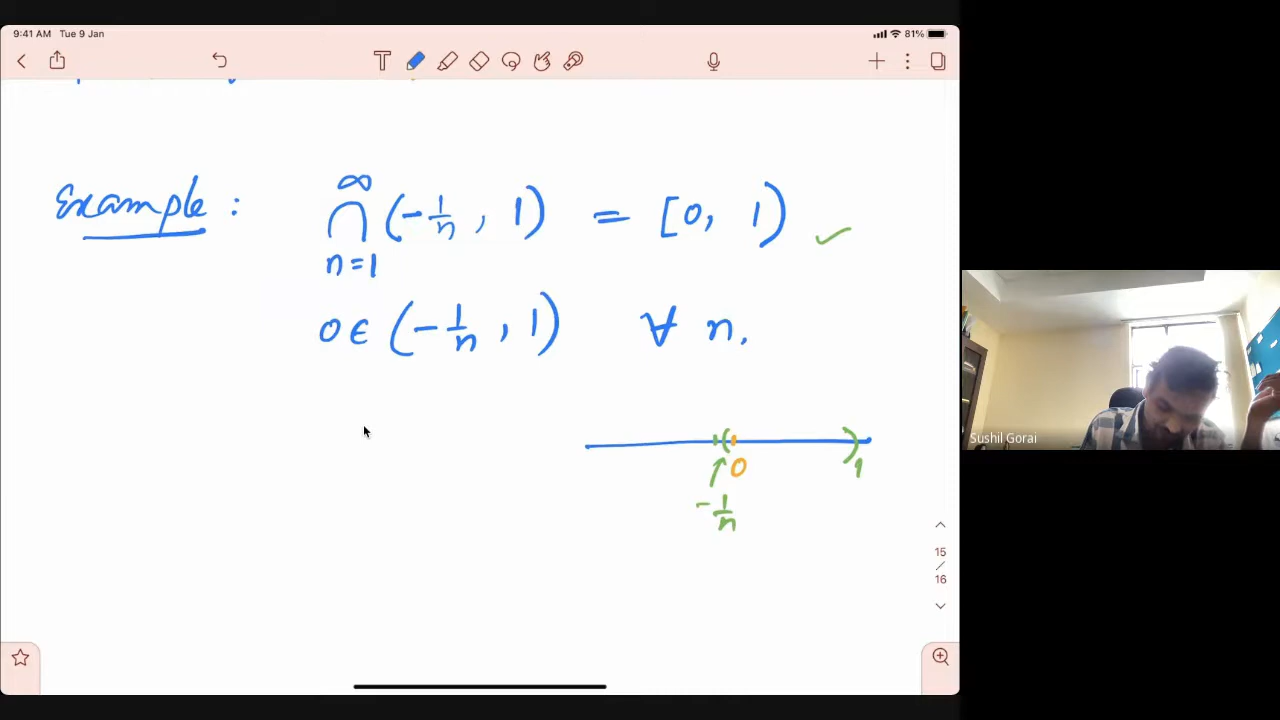 9:41 AM Tue 9 Jan
81%
T
Example : ∞
∩ (-1/n, 1) = [0, 1) ✓
n=1
0 ∈ (-1/n, 1) ∀ n.
0
1
-1/n
Sushil Gorai
15
/
16